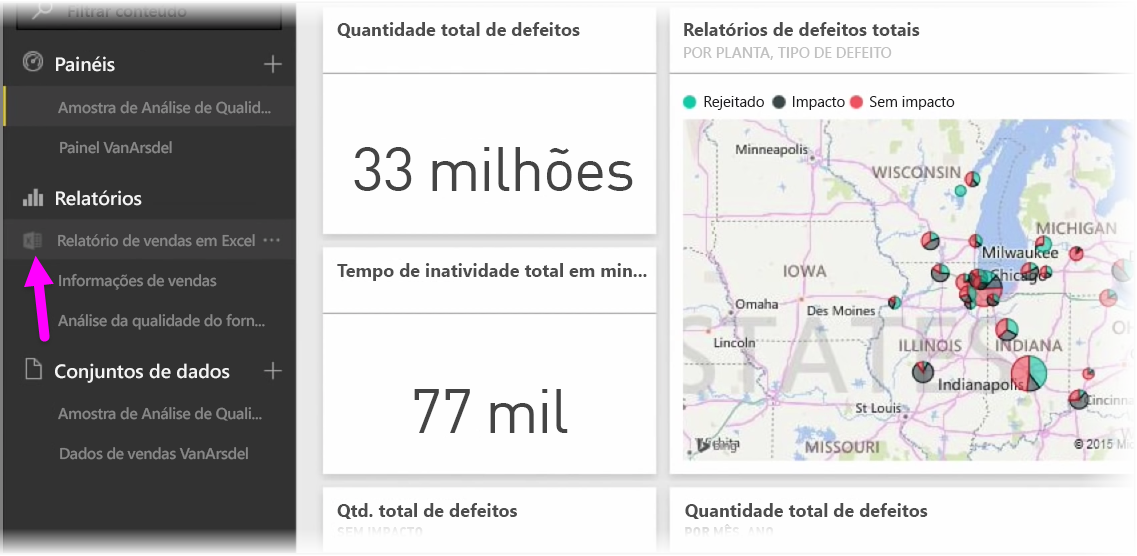 Filtrar conteúdo
Painéis
Amostra de Análise de Qualid...
Painel VanArsdel
Relatórios
Relatório de vendas em Excel ...
Informações de vendas
Análise da qualidade do forn...
Conjuntos de dados
Amostra de Análise de Quali...
Dados de vendas VanArsdel
Quantidade total de defeitos
33 milhões
Tempo de inatividade total em min...
77 mil
Qtd. total de defeitos
SEM IMPACTO
Relatórios de defeitos totais
POR PLANTA, TIPO DE DEFEITO
Rejeitado Impacto Sem impacto
Minneapolis
WISCONSIN
MICHIGAN
Milwaukee
IOWA
Chicago
Omaha
Des Moines
STATES
OH
Lincoln
ILLINOIS
INDIANA
Indianapolis
Cincinna
St Louis
Bing
MISSOURI
© 2015 Mic
Quantidade total de defeitos
POR MÊS, ANO